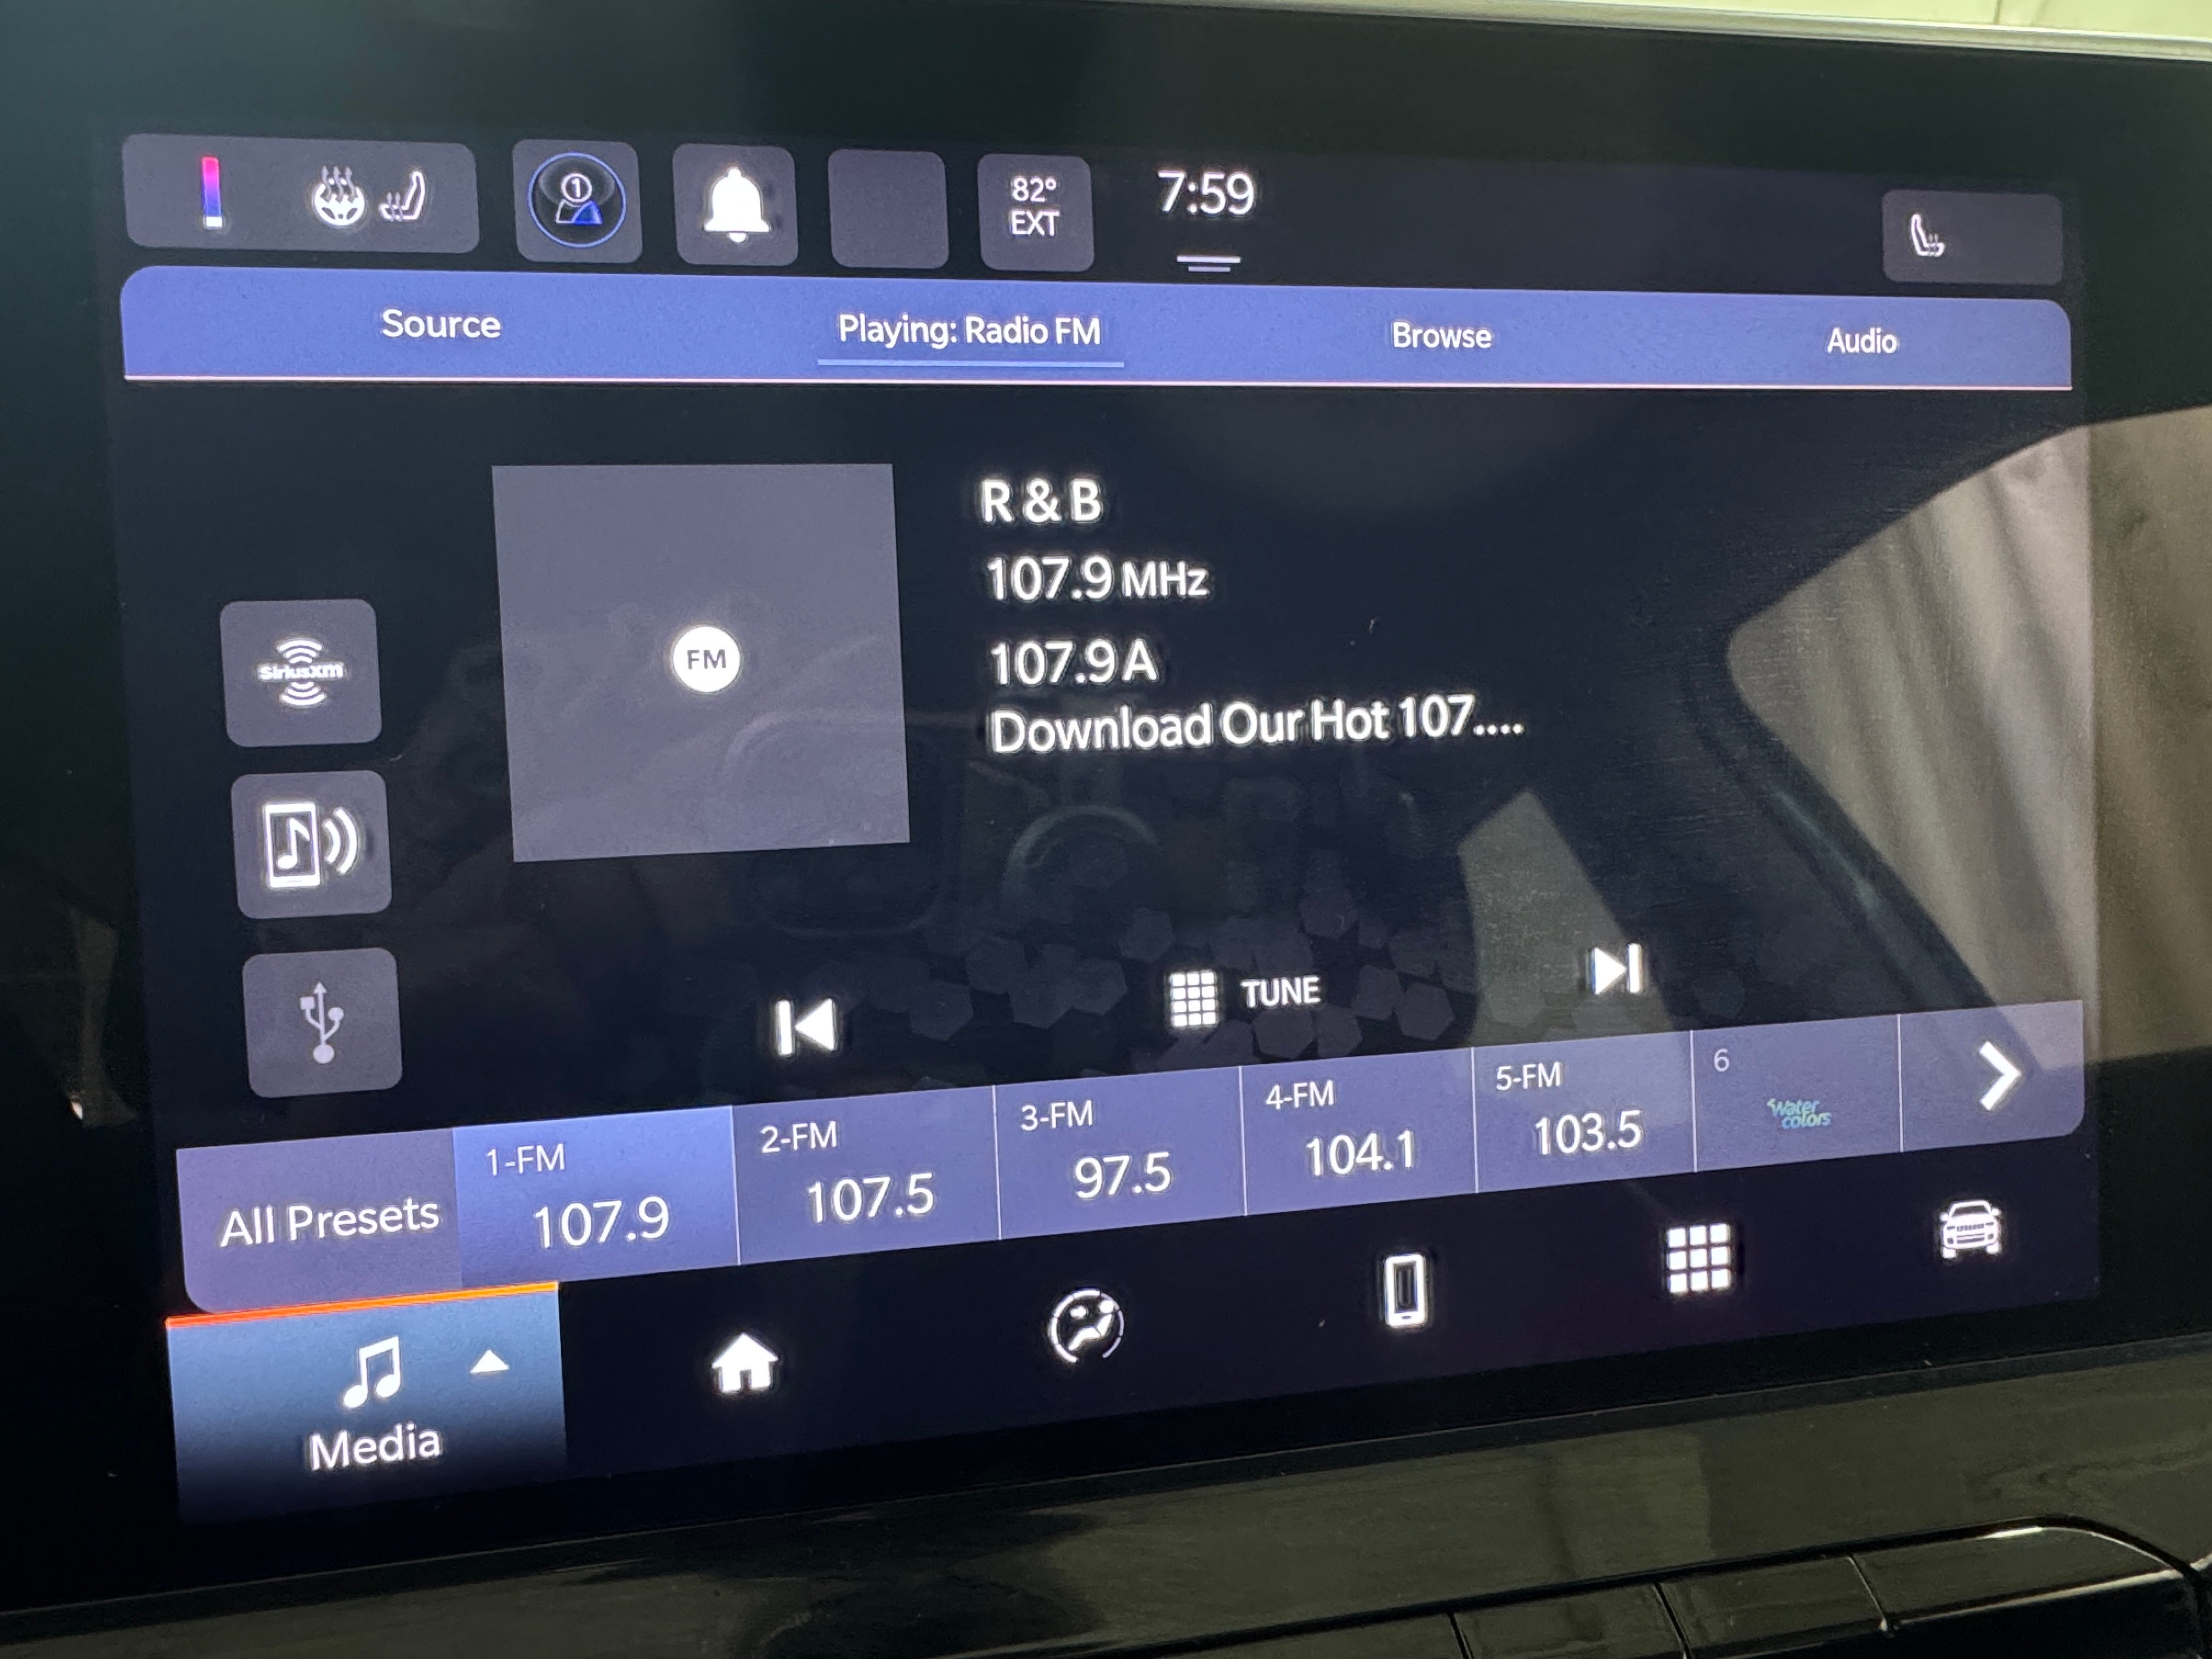 1
82°
EXT
7:59
Source
Playing: Radio FM
Browse
Audio
R & B
107.9 MHz
107.9 A
Download Our Hot 107....
FM
SiriusXM
TUNE
All Presets
1-FM
107.9
2-FM
107.5
3-FM
97.5
4-FM
104.1
5-FM
103.5
6
Water
colors
Media